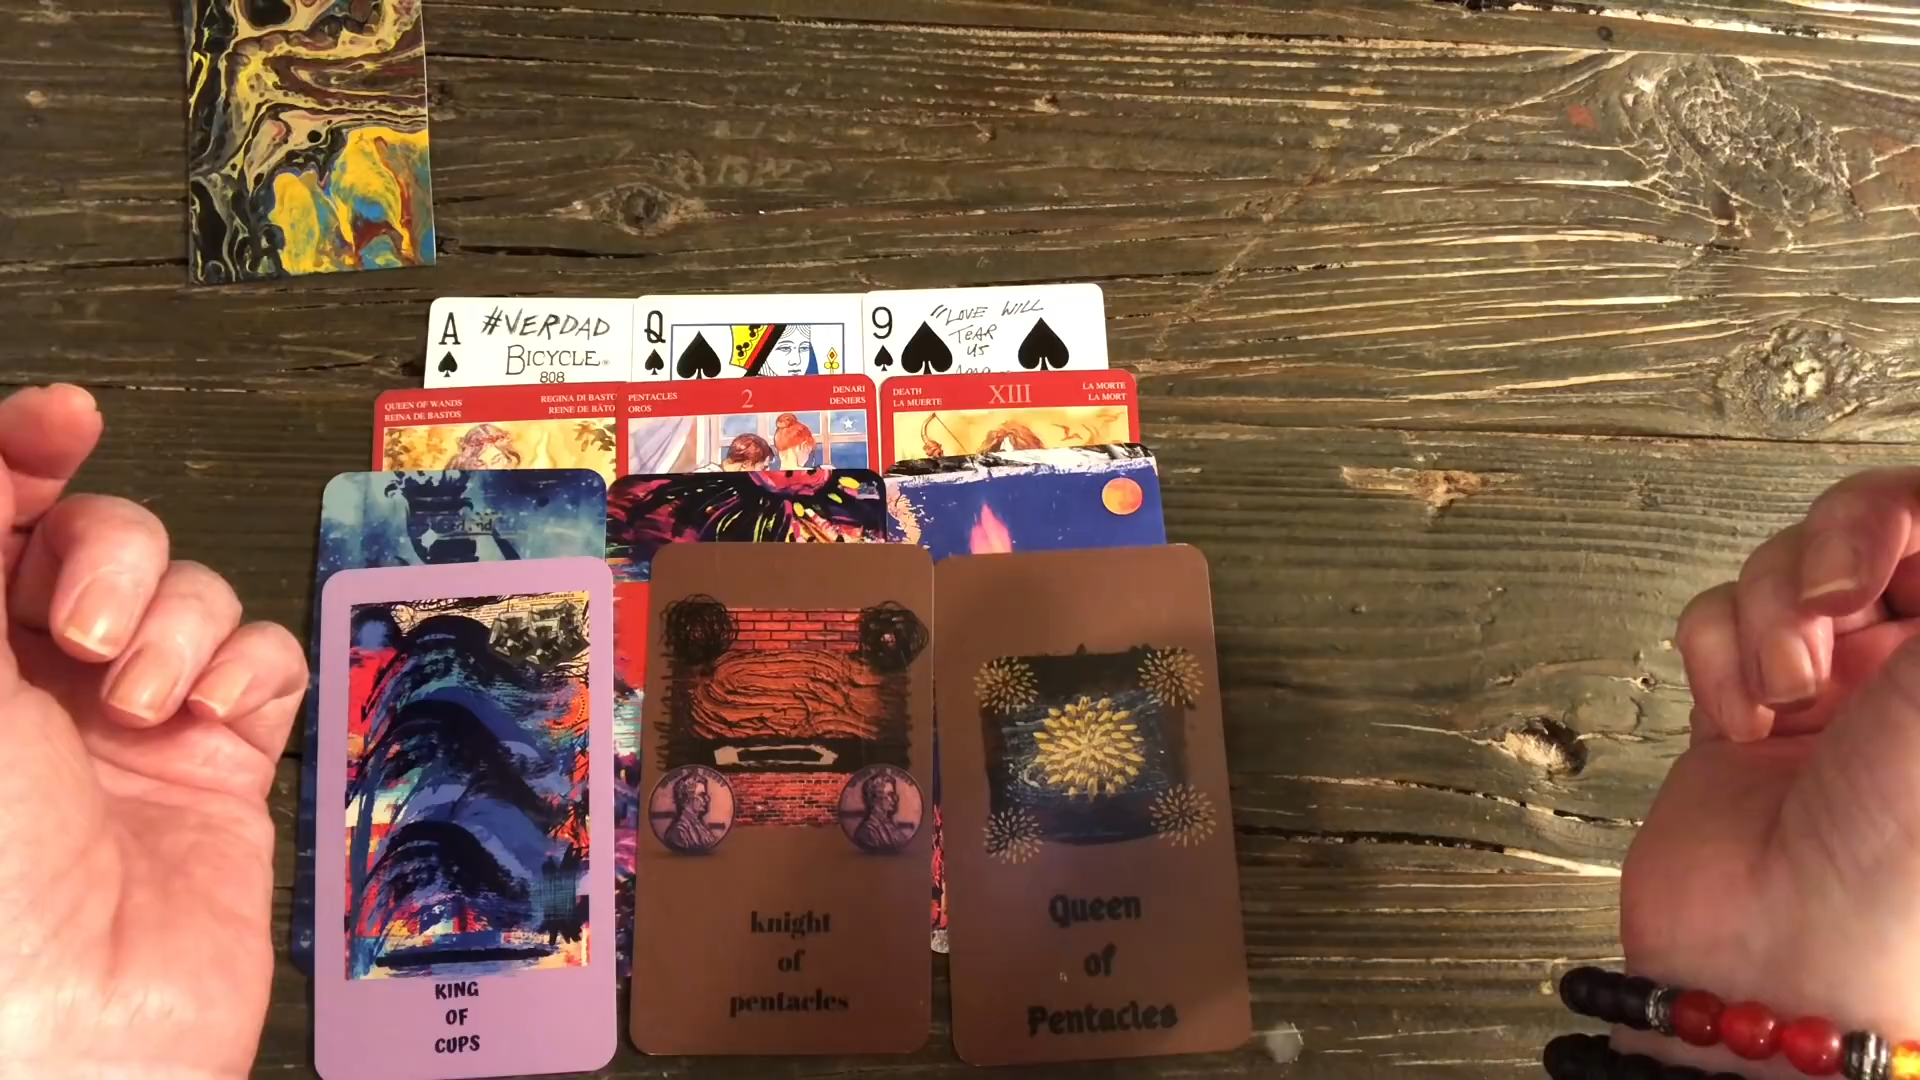 A
#VERDAD
BICYCLE®
808
Q
9
"LOVE WILL
TEAR
US
QUEEN OF WANDS
REINA DE BASTOS
REGINA DI BASTO
REINE DE BÂTO
PENTACLES
OROS
2
DENARI
DENIERS
DEATH
LA MUERTE
XIII
LA MORTE
LA MORT
KING
OF
CUPS
knight
of
pentacles
Queen
of
Pentacles